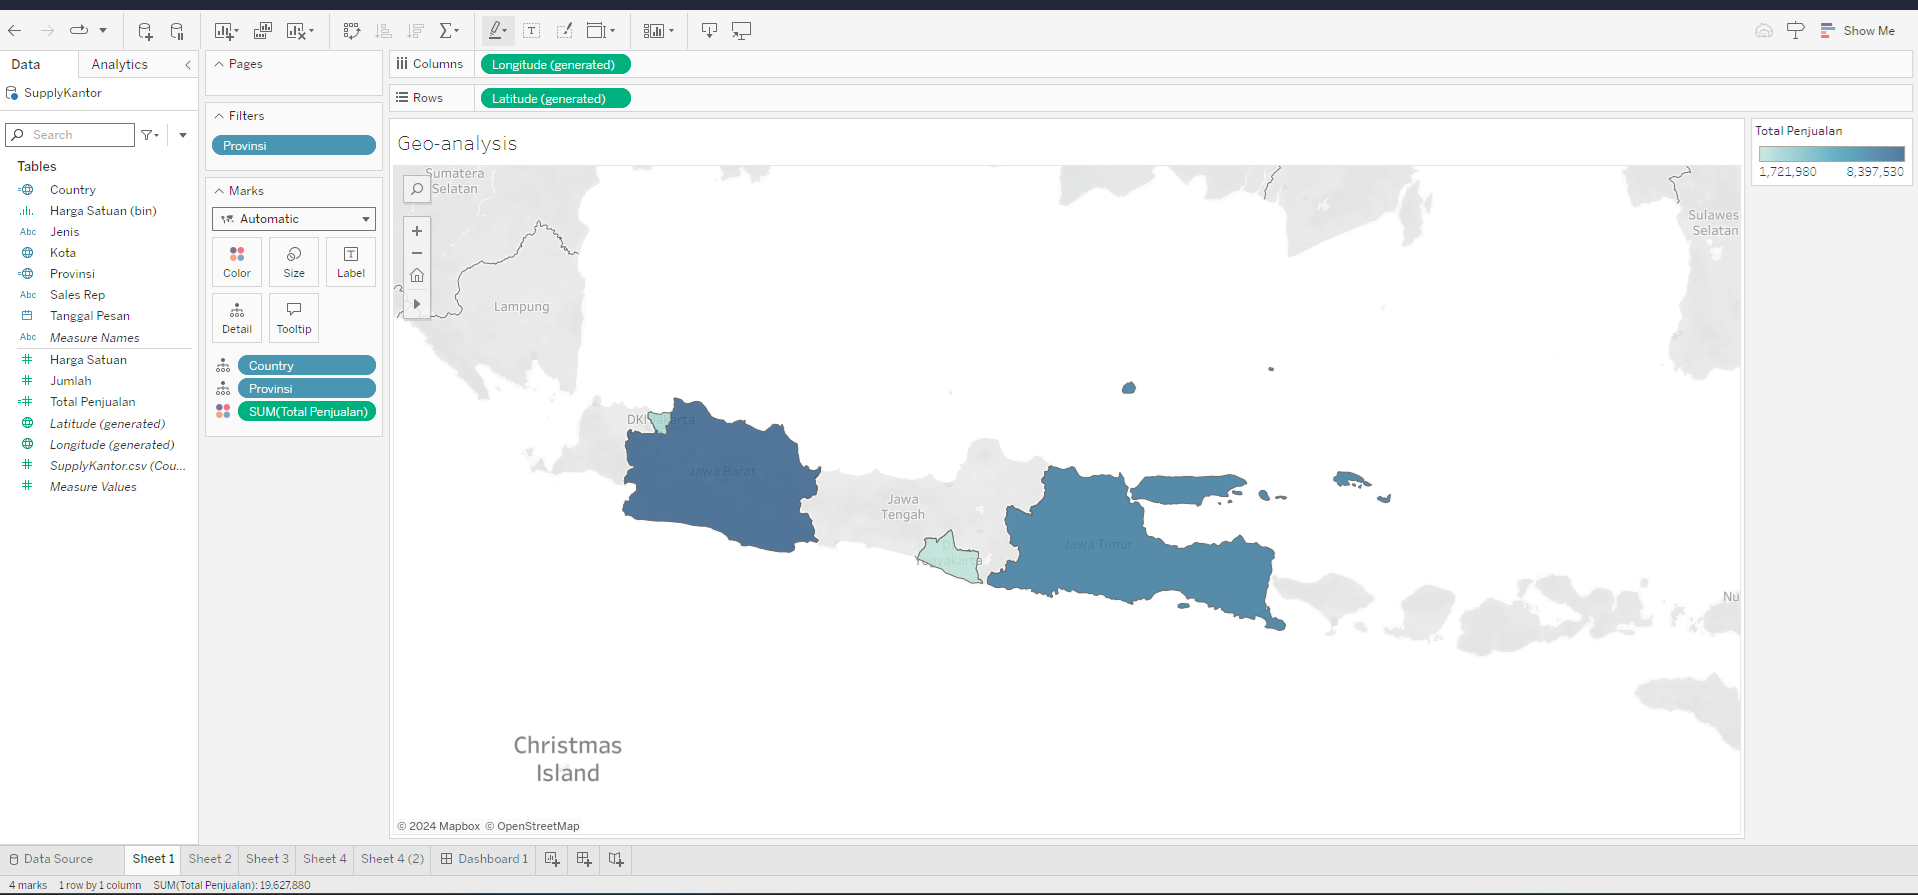 Show Me
Data
Analytics
SupplyKantor
Search
Tables
Country
Harga Satuan (bin)
Abc Jenis
Kota
Provinsi
Abc Sales Rep
Tanggal Pesan
Abc Measure Names
Harga Satuan
Jumlah
Total Penjualan
Latitude (generated)
Longitude (generated)
SupplyKantor.csv (Cou...
Measure Values
Pages
Filters
Provinsi
Marks
Automatic
Color
Size
Label
Detail
Tooltip
Country
Provinsi
SUM(Total Penjualan)
Columns
Longitude (generated)
Rows
Latitude (generated)
Geo-analysis
Sumatera
Selatan
Lampung
Sulawes
Selatan
DKI Jakarta
Jawa Barat
Jawa
Tengah
Yogyakarta
Jawa Timur
Nu
Christmas
Island
© 2024 Mapbox © OpenStreetMap
Total Penjualan
1,721,980
8,397,530
Data Source
Sheet 1
Sheet 2
Sheet 3
Sheet 4
Sheet 4 (2)
Dashboard 1
4 marks
1 row by 1 column
SUM(Total Penjualan): 19,627,880